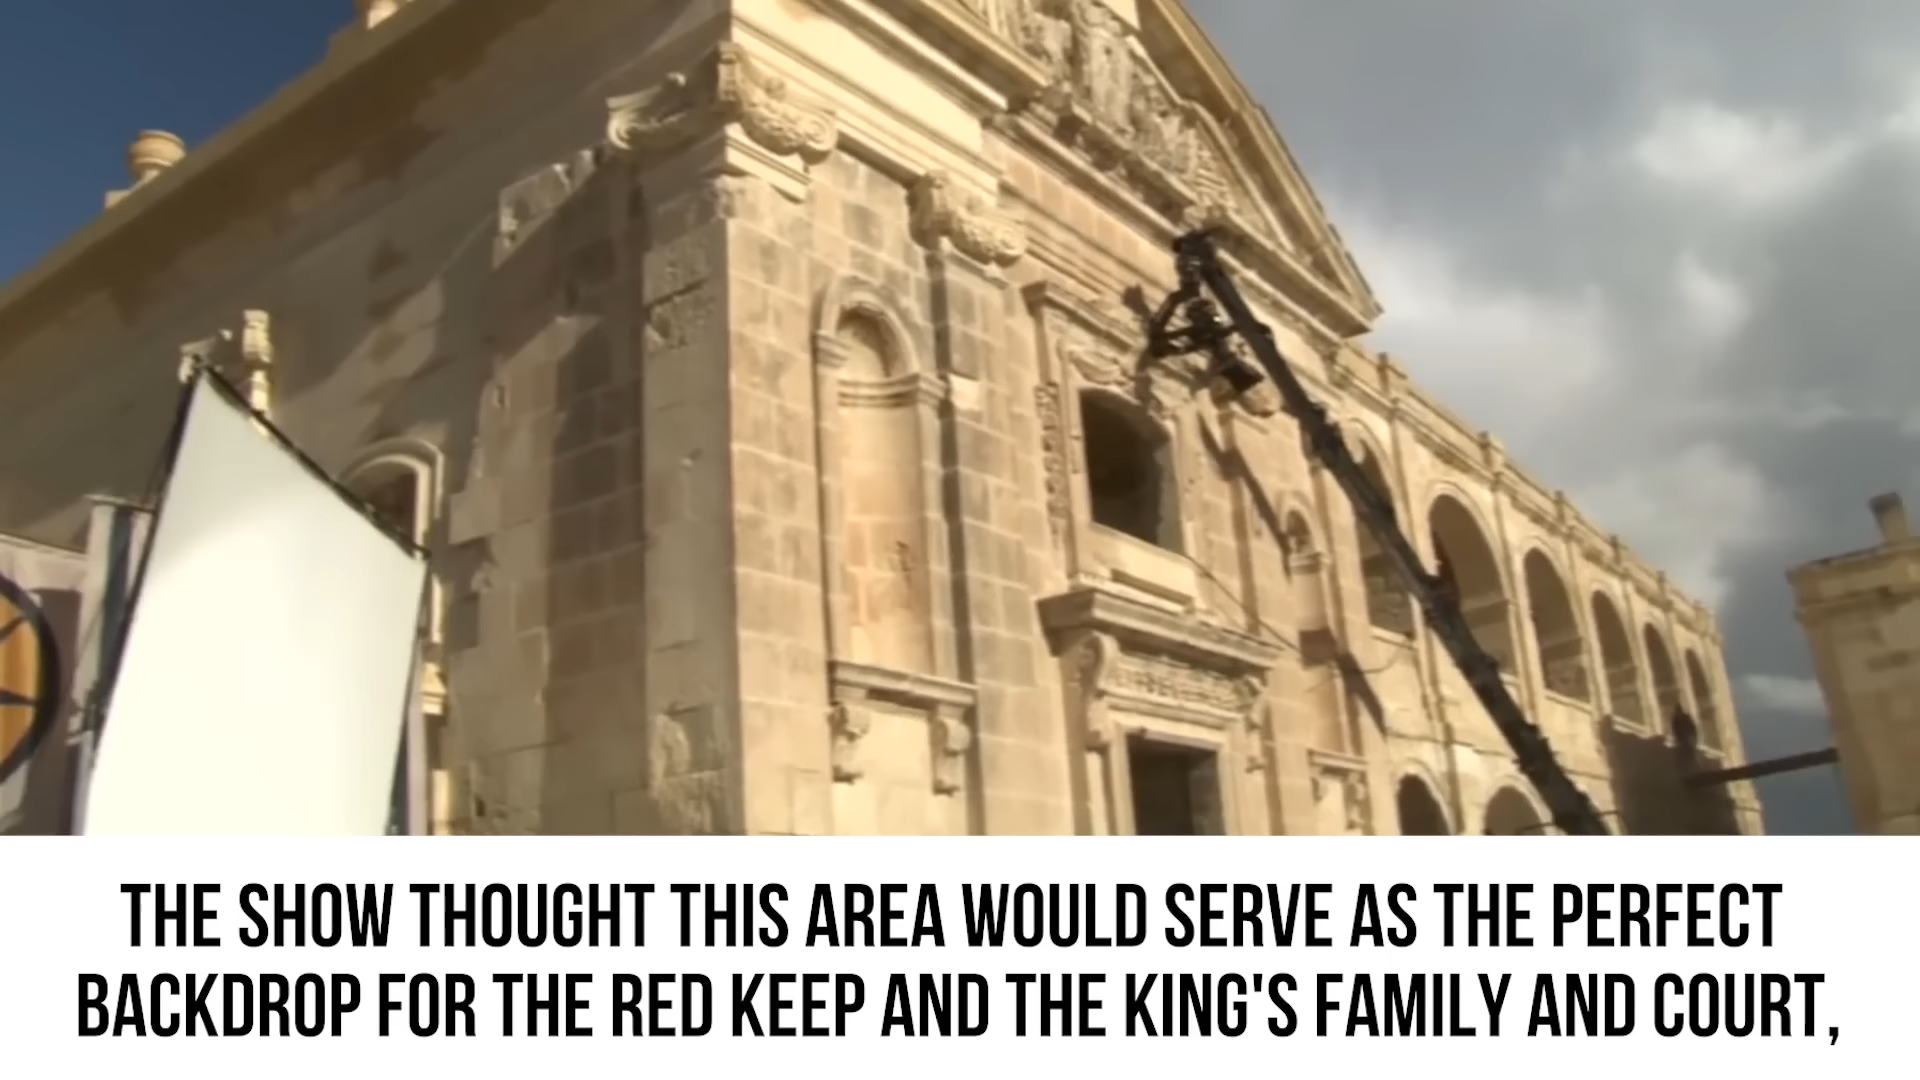 THE SHOW THOUGHT THIS AREA WOULD SERVE AS THE PERFECT
BACKDROP FOR THE RED KEEP AND THE KING'S FAMILY AND COURT,